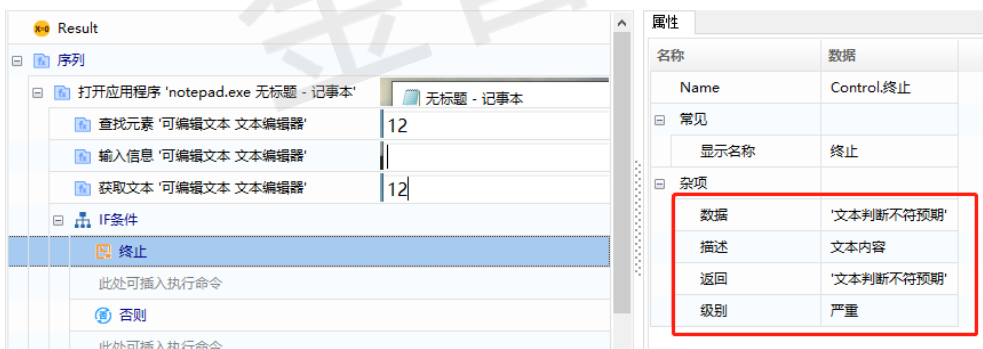 Result
序列
打开应用程序 'notepad.exe 无标题 - 记事本'
无标题 - 记事本
查找元素 '可编辑文本 文本编辑器'
12
输入信息 '可编辑文本 文本编辑器'
获取文本 '可编辑文本 文本编辑器'
12
IF条件
终止
此处可插入执行命令
否则
此处可插入执行命令
属性
名称 数据
Name Control.终止
常见
显示名称 终止
杂项
数据 '文本判断不符预期'
描述 文本内容
返回 '文本判断不符预期'
级别 严重